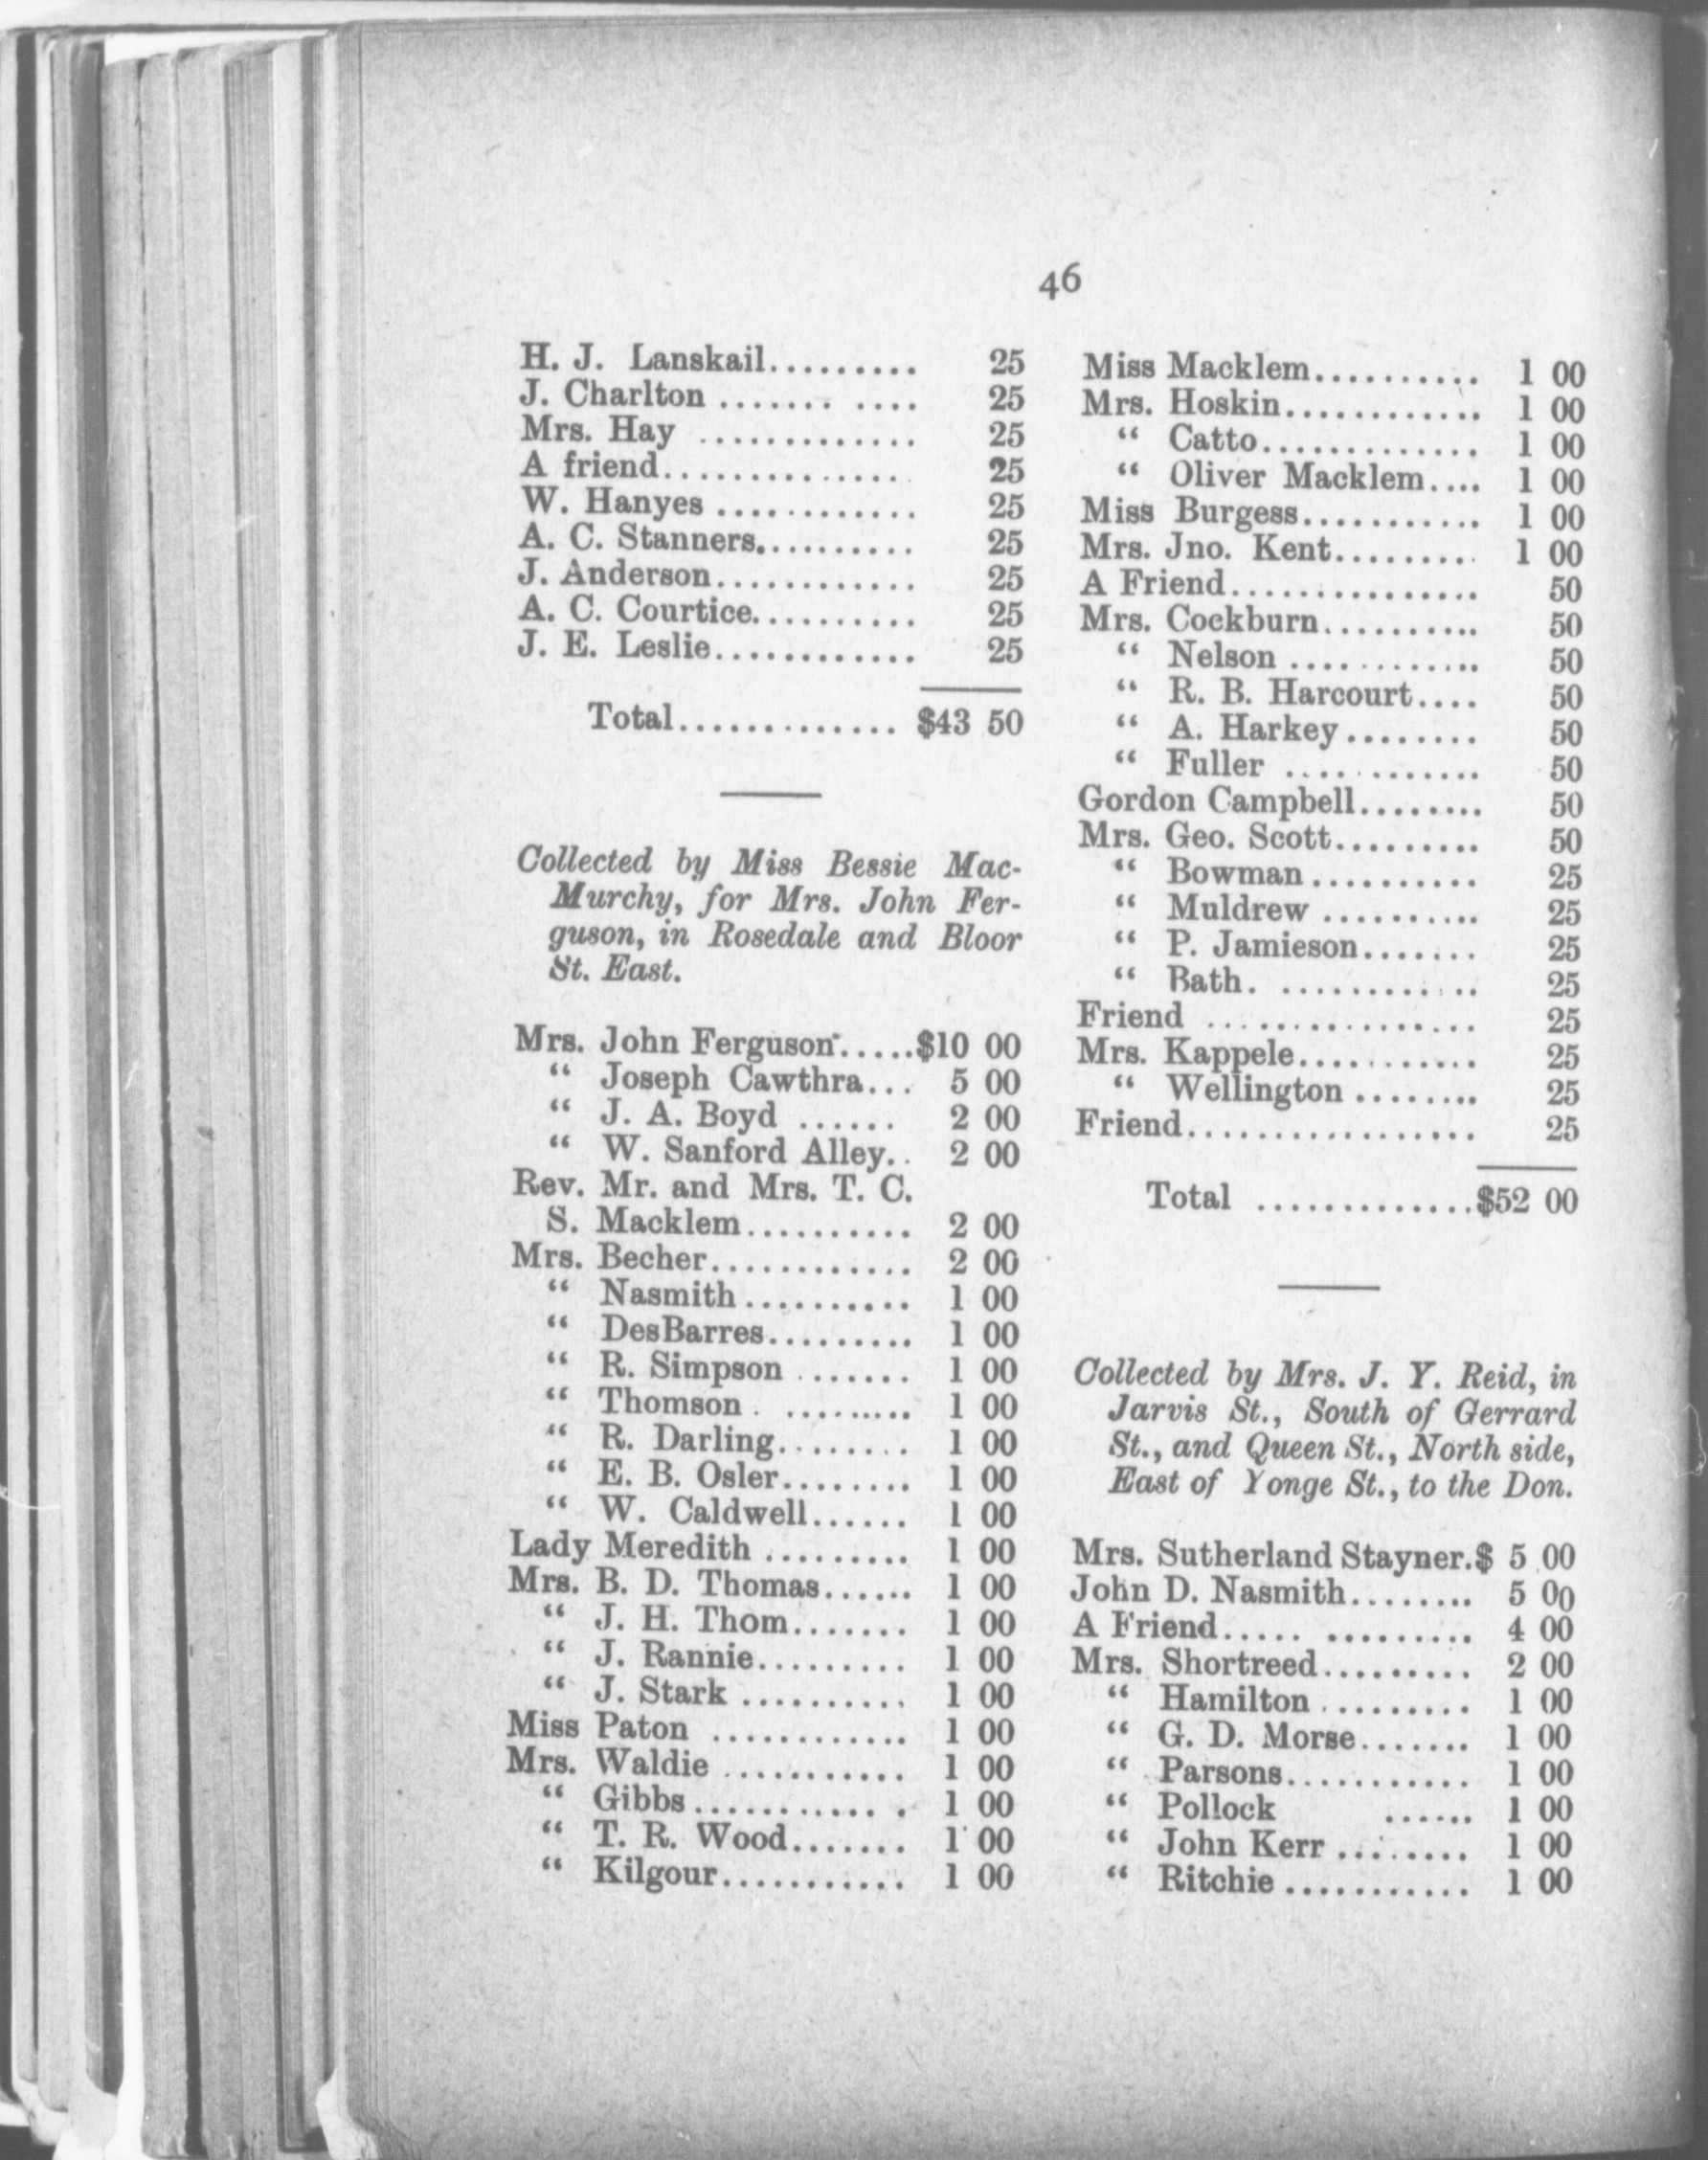 46
H. J. Lanskail.......... 25
J. Charlton ....... .... 25
Mrs. Hay ............. 25
A friend............... 25
W. Hanyes ............ 25
A. C. Stanners.......... 25
J. Anderson............ 25
A. C. Courtice.......... 25
J. E. Leslie............ 25
Total............. $43 50
Collected by Miss Bessie Mac-
Murchy, for Mrs. John Fer-
guson, in Rosedale and Bloor
St. East.
Mrs. John Ferguson.....$10 00
“ Joseph Cawthra... 5 00
“ J. A. Boyd ...... 2 00
“ W. Sanford Alley.. 2 00
Rev. Mr. and Mrs. T. C.
S. Macklem.......... 2 00
Mrs. Becher............ 2 00
“ Nasmith.......... 1 00
“ DesBarres......... 1 00
“ R. Simpson ....... 1 00
“ Thomson . ......... 1 00
“ R. Darling........ 1 00
“ E. B. Osler........ 1 00
“ W. Caldwell...... 1 00
Lady Meredith ......... 1 00
Mrs. B. D. Thomas...... 1 00
“ J. H. Thom....... 1 00
“ J. Rannie......... 1 00
“ J. Stark .......... 1 00
Miss Paton ............ 1 00
Mrs. Waldie ........... 1 00
“ Gibbs............ . 1 00
“ T. R. Wood....... 1 00
“ Kilgour........... 1 00
Miss Macklem.......... 1 00
Mrs. Hoskin............ 1 00
“ Catto............. 1 00
“ Oliver Macklem.... 1 00
Miss Burgess........... 1 00
Mrs. Jno. Kent......... 1 00
A Friend............... 50
Mrs. Cockburn.......... 50
“ Nelson ............ 50
“ R. B. Harcourt.... 50
“ A. Harkey........ 50
“ Fuller ............ 50
Gordon Campbell........ 50
Mrs. Geo. Scott......... 50
“ Bowman.......... 25
“ Muldrew .......... 25
“ P. Jamieson....... 25
“ Bath. ............ 25
Friend ................ 25
Mrs. Kappele........... 25
“ Wellington ........ 25
Friend................. 25
Total .............$52 00
Collected by Mrs. J. Y. Reid, in
Jarvis St., South of Gerrard
St., and Queen St., North side,
East of Yonge St., to the Don.
Mrs. Sutherland Stayner.$ 5 00
John D. Nasmith........ 5 00
A Friend..... ......... 4 00
Mrs. Shortreed......... 2 00
“ Hamilton ......... 1 00
“ G. D. Morse....... 1 00
“ Parsons........... 1 00
“ Pollock ...... 1 00
“ John Kerr ........ 1 00
“ Ritchie ........... 1 00